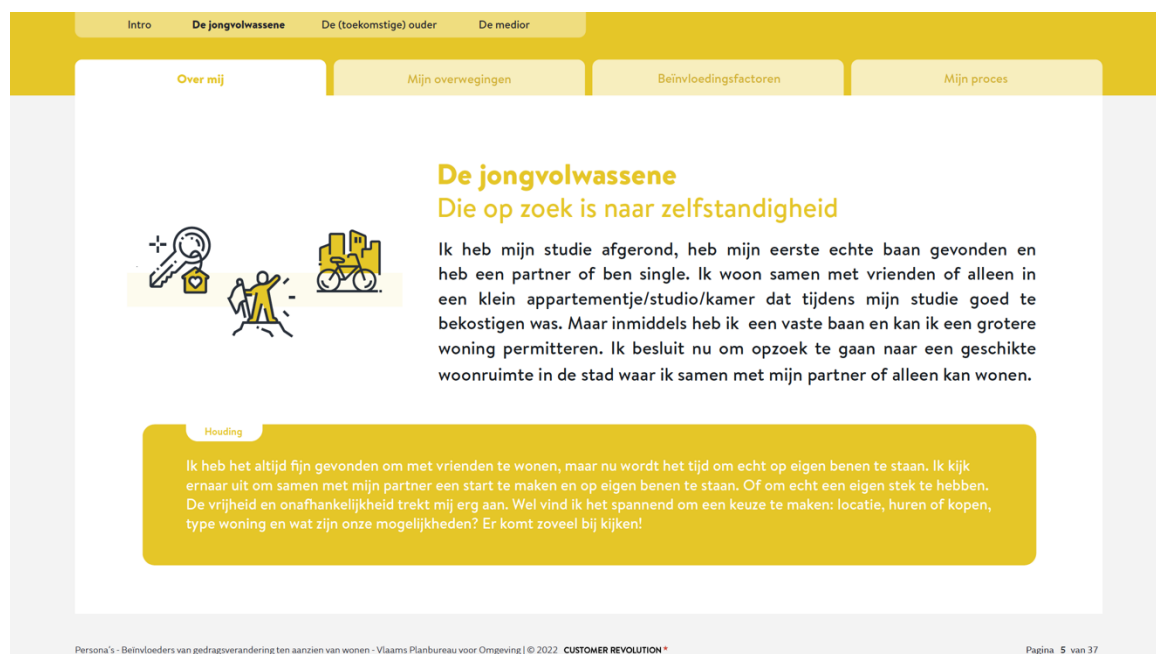 Intro De jongvolwassene De (toekomstige) ouder De medior
Over mij Mijn overwegingen Beïnvloedingsfactoren Mijn proces
De jongvolwassene
Die op zoek is naar zelfstandigheid
Ik heb mijn studie afgerond, heb mijn eerste echte baan gevonden en
heb een partner of ben single. Ik woon samen met vrienden of alleen in
een klein appartementje/studio/kamer dat tijdens mijn studie goed te
bekostigen was. Maar inmiddels heb ik een vaste baan en kan ik een grotere
woning permitteren. Ik besluit nu om opzoek te gaan naar een geschikte
woonruimte in de stad waar ik samen met mijn partner of alleen kan wonen.
Houding
Ik heb het altijd fijn gevonden om met vrienden te wonen, maar nu wordt het tijd om echt op eigen benen te staan. Ik kijk
ernaar uit om samen met mijn partner een start te maken en op eigen benen te staan. Of om echt een eigen stek te hebben.
De vrijheid en onafhankelijkheid trekt mij erg aan. Wel vind ik het spannend om een keuze te maken: locatie, huren of kopen,
type woning en wat zijn onze mogelijkheden? Er komt zoveel bij kijken!
Persona's - Beïnvloeders van gedragsverandering ten aanzien van wonen - Vlaams Planbureau voor Omgeving | © 2022 CUSTOMER REVOLUTION * Pagina 5 van 37